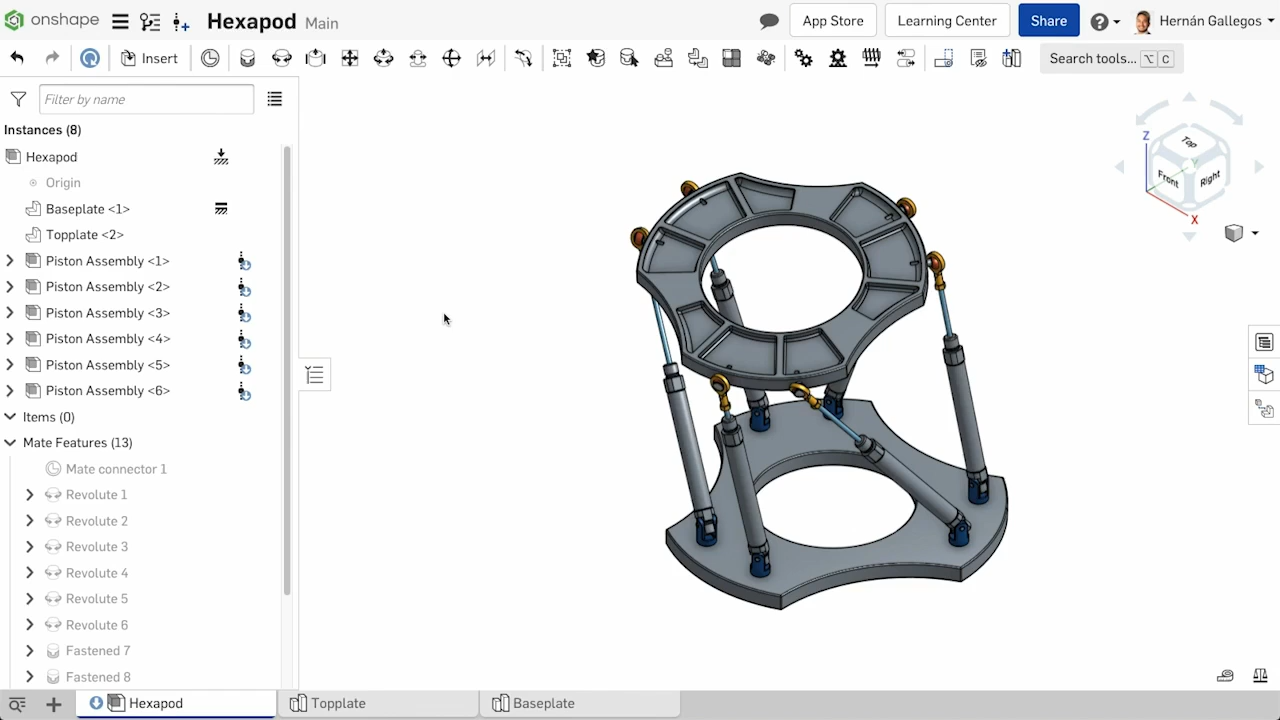 onshape Hexapod Main App Store Learning Center Share Hernán Gallegos
Insert Search tools... ⌥ C
Filter by name
Instances (8)
Hexapod
Origin
Baseplate <1>
Topplate <2>
Piston Assembly <1>
Piston Assembly <2>
Piston Assembly <3>
Piston Assembly <4>
Piston Assembly <5>
Piston Assembly <6>
Items (0)
Mate Features (13)
Mate connector 1
Revolute 1
Revolute 2
Revolute 3
Revolute 4
Revolute 5
Revolute 6
Fastened 7
Fastened 8
Z
Top
Y
Front Right
X
Hexapod Topplate Baseplate